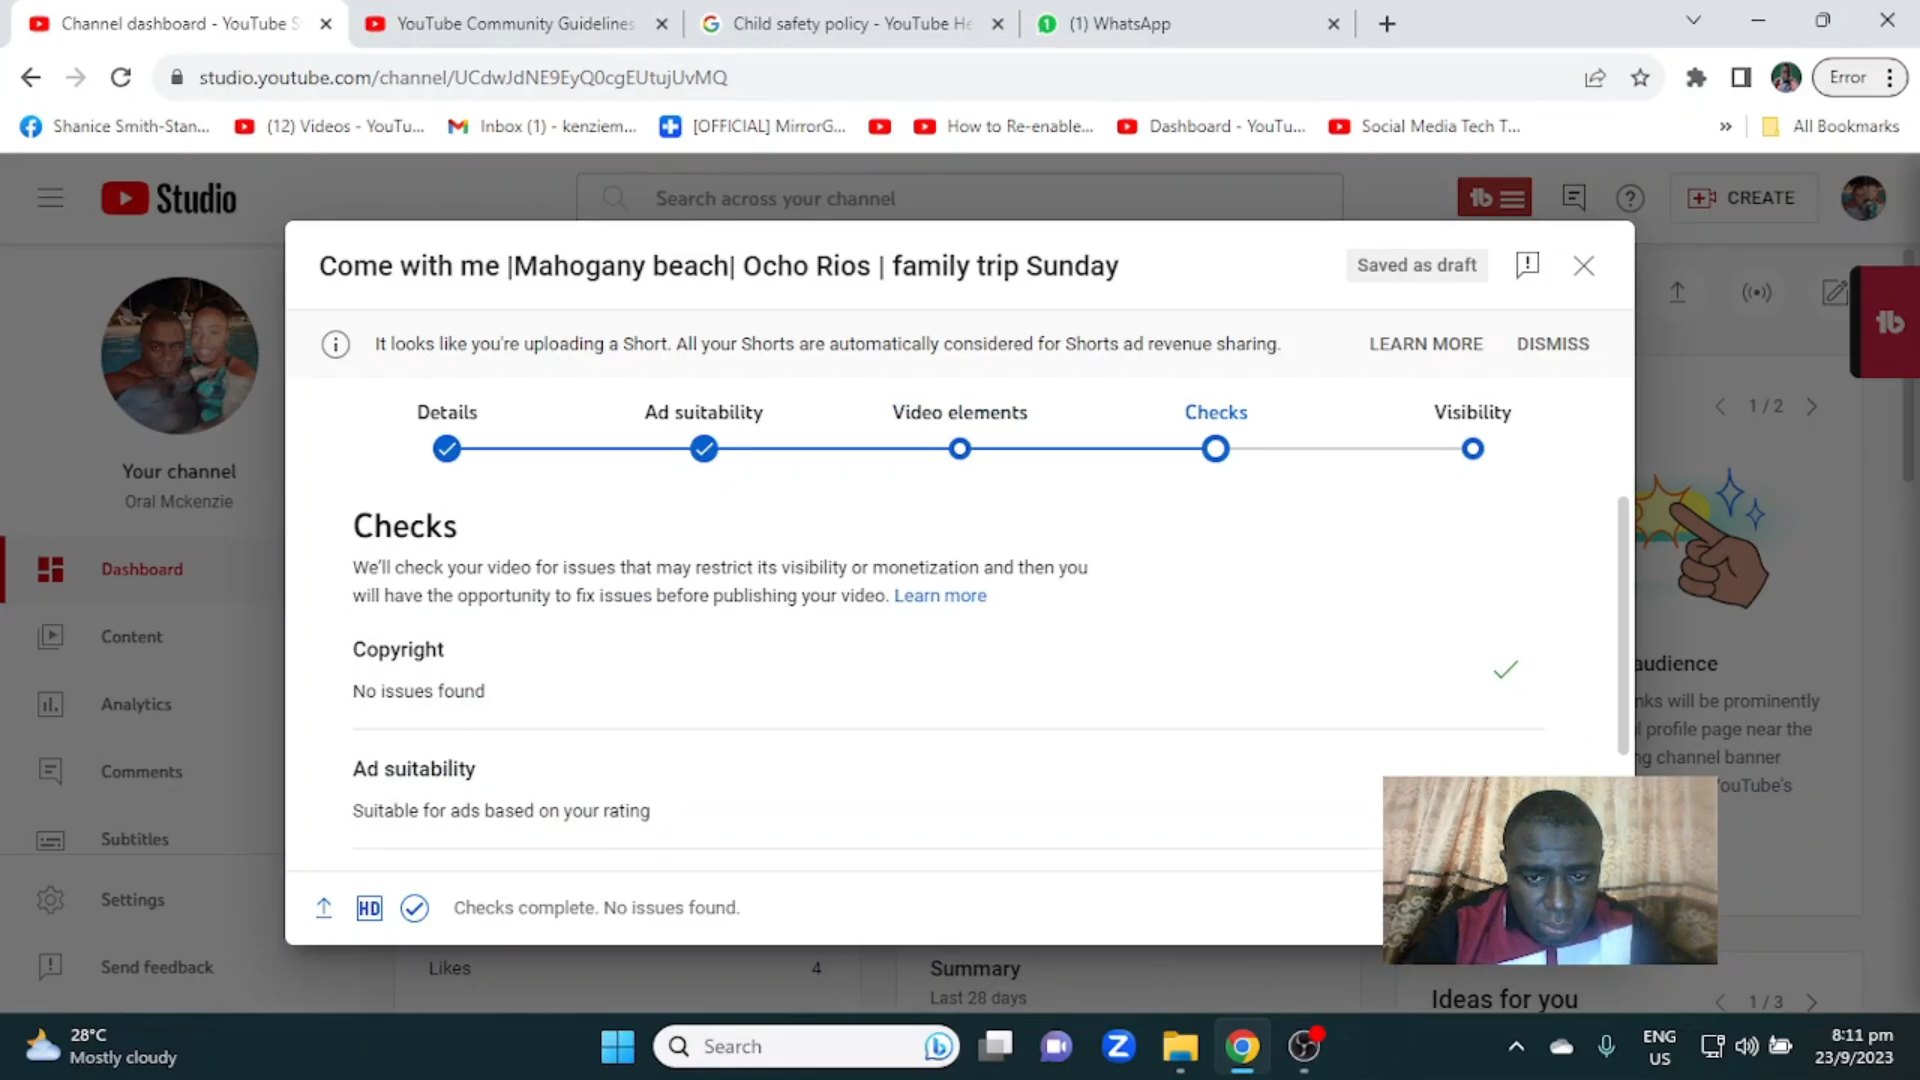 Channel dashboard - YouTube S
YouTube Community Guidelines
Child safety policy - YouTube He
(1) WhatsApp
studio.youtube.com/channel/UCdwJdNE9EyQ0cgEUtujUvMQ
Error
Shanice Smith-Stan...
(12) Videos - YouTu...
Inbox (1) - kenziem...
[OFFICIAL] MirrorG...
How to Re-enable...
Dashboard - YouTu...
Social Media Tech T...
All Bookmarks
Studio
Search across your channel
CREATE
Come with me |Mahogany beach| Ocho Rios | family trip Sunday
Saved as draft
It looks like you're uploading a Short. All your Shorts are automatically considered for Shorts ad revenue sharing.
LEARN MORE
DISMISS
Details
Ad suitability
Video elements
Checks
Visibility
1 / 2
Your channel
Oral Mckenzie
Dashboard
Content
Analytics
Comments
Subtitles
Settings
Send feedback
Checks
We'll check your video for issues that may restrict its visibility or monetization and then you
will have the opportunity to fix issues before publishing your video. Learn more
Copyright
No issues found
Ad suitability
Suitable for ads based on your rating
HD
Checks complete. No issues found.
audience
nks will be prominently
l profile page near the
ng channel banner
YouTube's
Likes
4
Summary
Last 28 days
Ideas for you
1 / 3
28°C
Mostly cloudy
Search
ENG
US
8:11 pm
23/9/2023